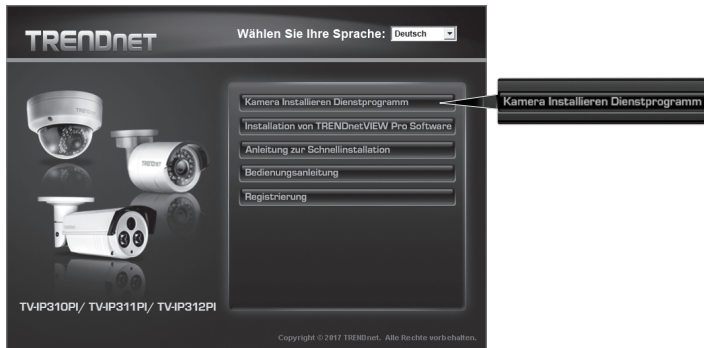 TRENDnet
Wählen Sie Ihre Sprache: Deutsch
Kamera Installieren Dienstprogramm
Kamera Installieren Dienstprogramm
Installation von TRENDnetVIEW Pro Software
Anleitung zur Schnellinstallation
Bedienungsanleitung
Registrierung
TV-IP310PI/ TV-IP311PI/ TV-IP312PI
Copyright © 2017 TRENDnet. Alle Rechte vorbehalten.